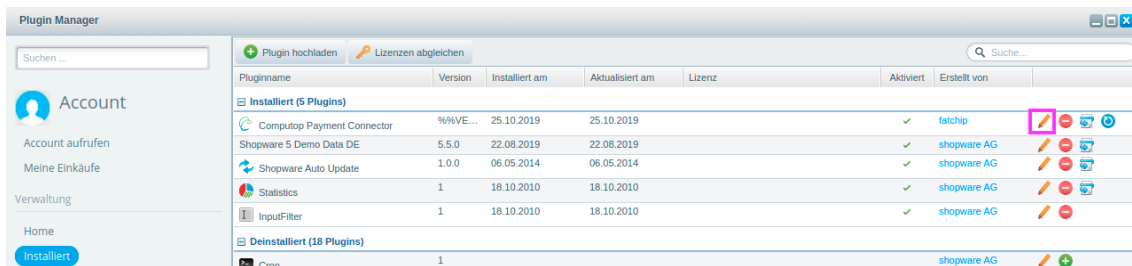 Plugin Manager
Suchen ...
Account
Account aufrufen
Meine Einkäufe
Verwaltung
Home
Installiert
Plugin hochladen Lizenzen abgleichen Suche...
Pluginname Version Installiert am Aktualisiert am Lizenz Aktiviert Erstellt von
Installiert (5 Plugins)
Computop Payment Connector %%VE... 25.10.2019 25.10.2019 fatchip
Shopware 5 Demo Data DE 5.5.0 22.08.2019 22.08.2019 shopware AG
Shopware Auto Update 1.0.0 06.05.2014 06.05.2014 shopware AG
Statistics 1 18.10.2010 18.10.2010 shopware AG
InputFilter 1 18.10.2010 18.10.2010 shopware AG
Deinstalliert (18 Plugins)
Cron 1 shopware AG